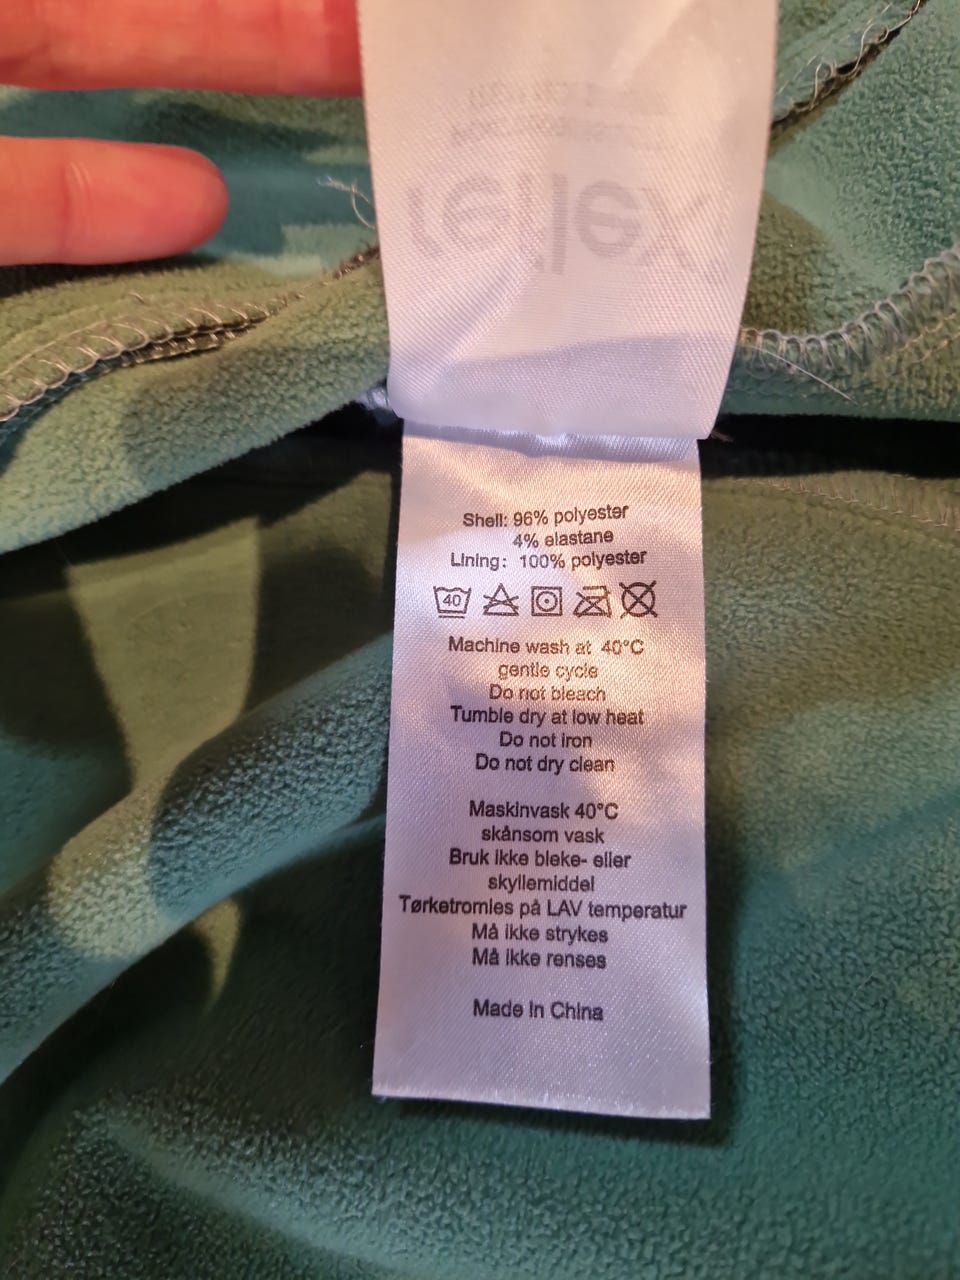 reflex
Shell: 96% polyester
4% elastane
Lining: 100% polyester
40
Machine wash at 40°C
gentle cycle
Do not bleach
Tumble dry at low heat
Do not iron
Do not dry clean
Maskinvask 40°C
skånsom vask
Bruk ikke bleke- eller
skyllemiddel
Tørketromles på LAV temperatur
Må ikke strykes
Må ikke renses
Made in China